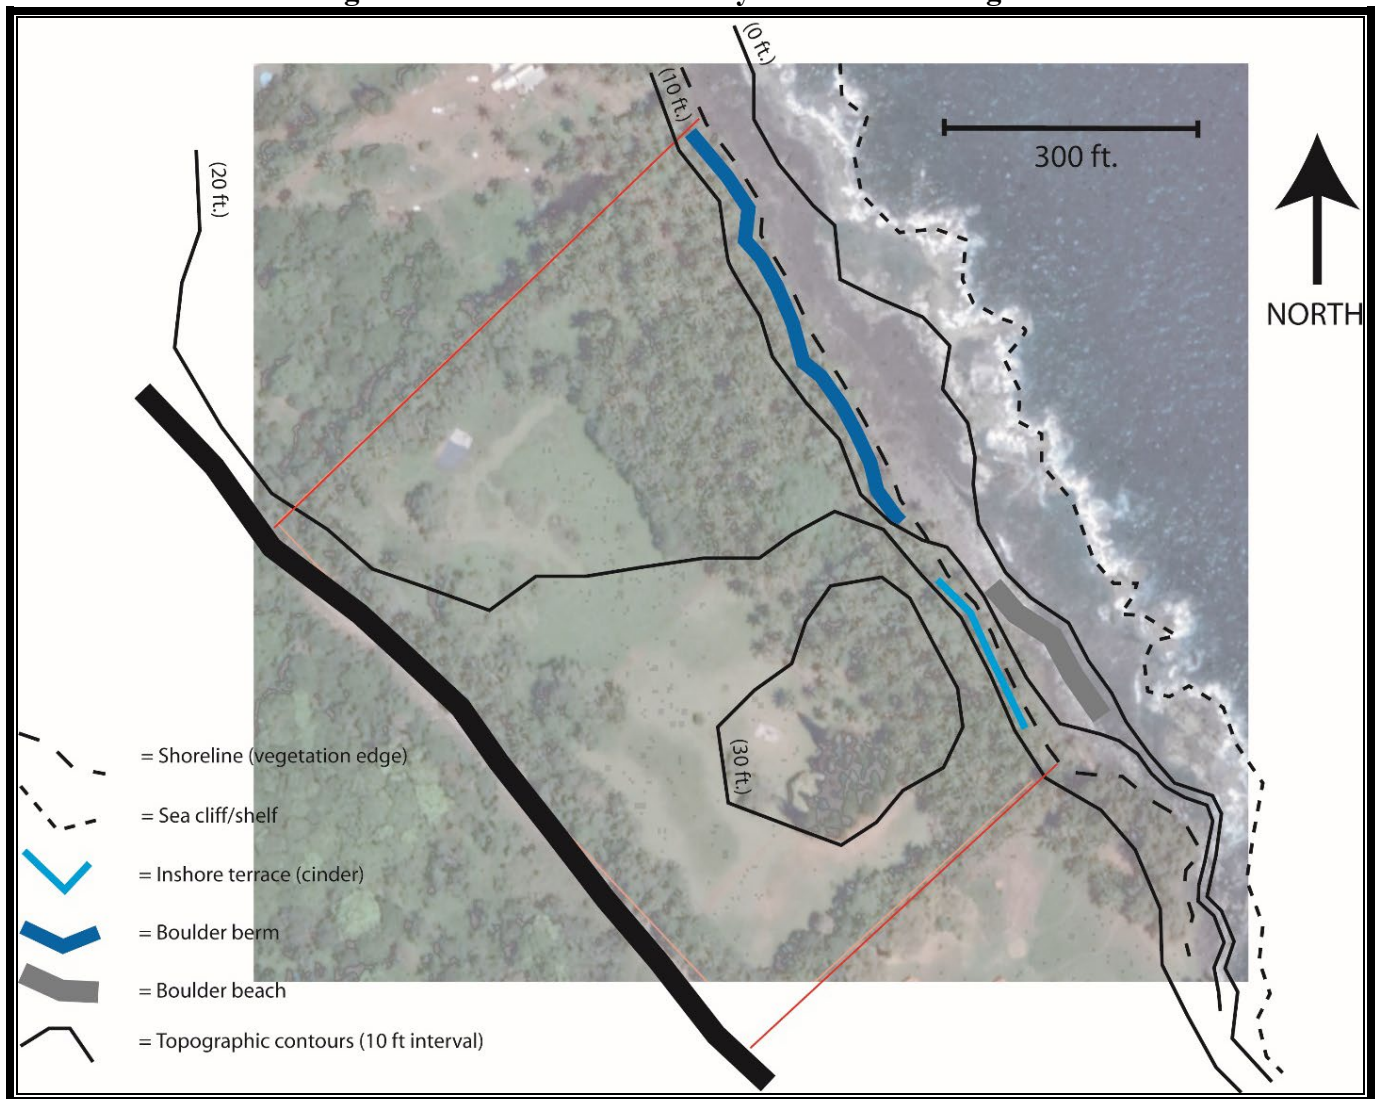 (0 ft.)
(10 ft.)
300 ft.
(20 ft.)
NORTH
(30 ft.)
= Shoreline (vegetation edge)
= Sea cliff/shelf
= Inshore terrace (cinder)
= Boulder berm
= Boulder beach
= Topographic contours (10 ft interval)